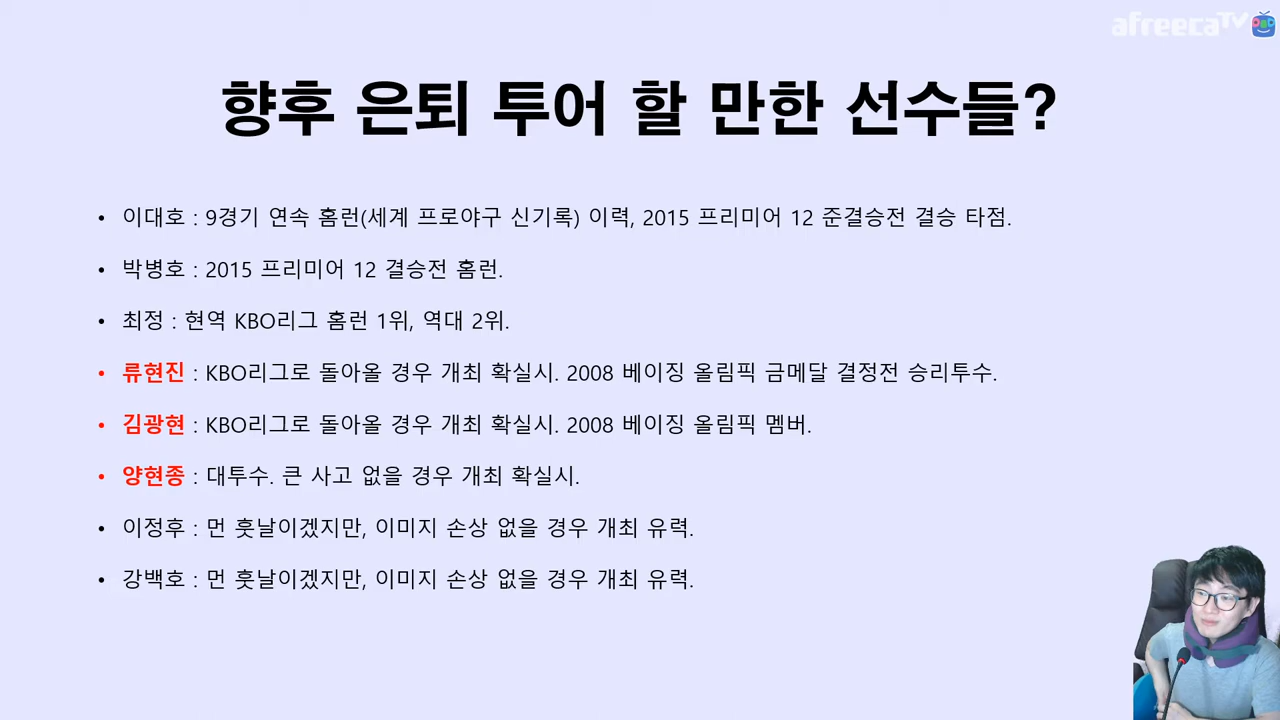 afreecaTV
향후 은퇴 투어 할 만한 선수들?
• 이대호 : 9경기 연속 홈런(세계 프로야구 신기록) 이력, 2015 프리미어 12 준결승전 결승 타점.
• 박병호 : 2015 프리미어 12 결승전 홈런.
• 최정 : 현역 KBO리그 홈런 1위, 역대 2위.
• 류현진 : KBO리그로 돌아올 경우 개최 확실시. 2008 베이징 올림픽 금메달 결정전 승리투수.
• 김광현 : KBO리그로 돌아올 경우 개최 확실시. 2008 베이징 올림픽 멤버.
• 양현종 : 대투수. 큰 사고 없을 경우 개최 확실시.
• 이정후 : 먼 훗날이겠지만, 이미지 손상 없을 경우 개최 유력.
• 강백호 : 먼 훗날이겠지만, 이미지 손상 없을 경우 개최 유력.